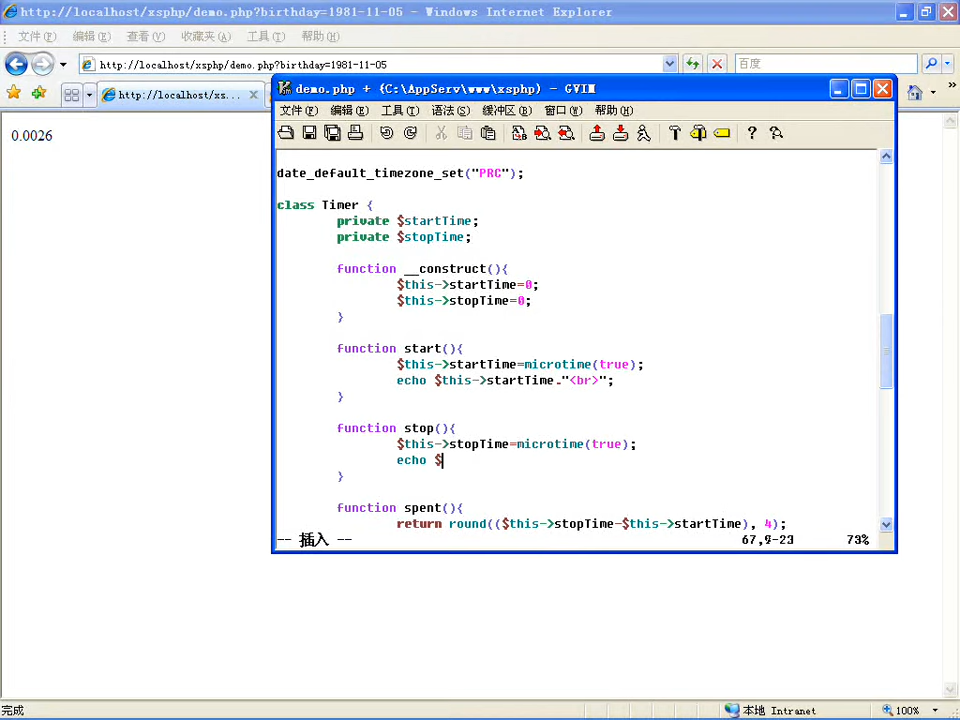 http://localhost/xsphp/demo.php?birthday=1981-11-05 - Windows Internet Explorer
文件(F) 编辑(E) 查看(V) 收藏夹(A) 工具(T) 帮助(H)
http://localhost/xsphp/demo.php?birthday=1981-11-05
百度
http://localhost/xs...
0.0026
demo.php + (C:\AppServ\www\xsphp) - GVIM
文件(F) 编辑(E) 工具(T) 语法(S) 缓冲区(B) 窗口(W) 帮助(H)
date_default_timezone_set("PRC");
class Timer {
private $startTime;
private $stopTime;
function __construct(){
$this->startTime=0;
$this->stopTime=0;
}
function start(){
$this->startTime=microtime(true);
echo $this->startTime."<br>";
}
function stop(){
$this->stopTime=microtime(true);
echo $
}
function spent(){
return round(($this->stopTime-$this->startTime), 4);
-- 插入 --
67,9-23
73%
完成
本地 Intranet
100%